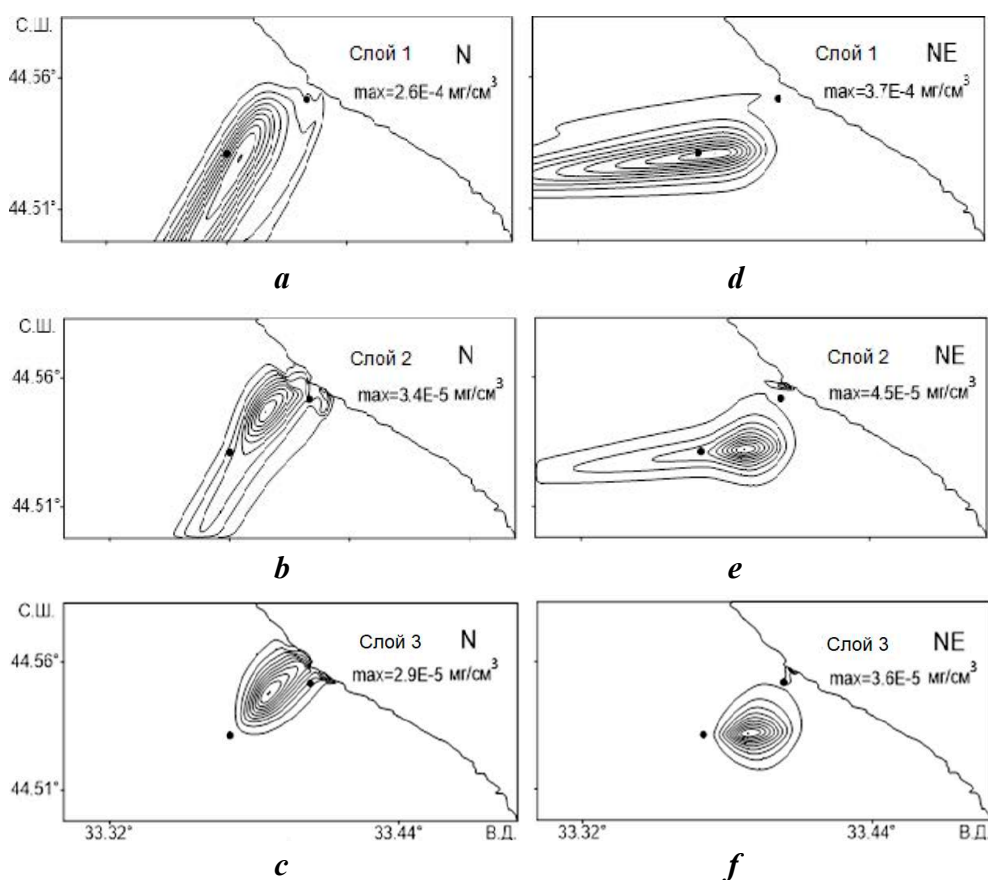 С.Ш.
44.56°
44.51°
Слой 1 N
max=2.6E-4 мг/см3
a
Слой 1 NE
max=3.7E-4 мг/см3
d
С.Ш.
44.56°
44.51°
Слой 2 N
max=3.4E-5 мг/см3
b
Слой 2 NE
max=4.5E-5 мг/см3
e
С.Ш.
44.56°
44.51°
Слой 3 N
max=2.9E-5 мг/см3
33.32° 33.44° В.Д.
c
Слой 3 NE
max=3.6E-5 мг/см3
33.32° 33.44° В.Д.
f